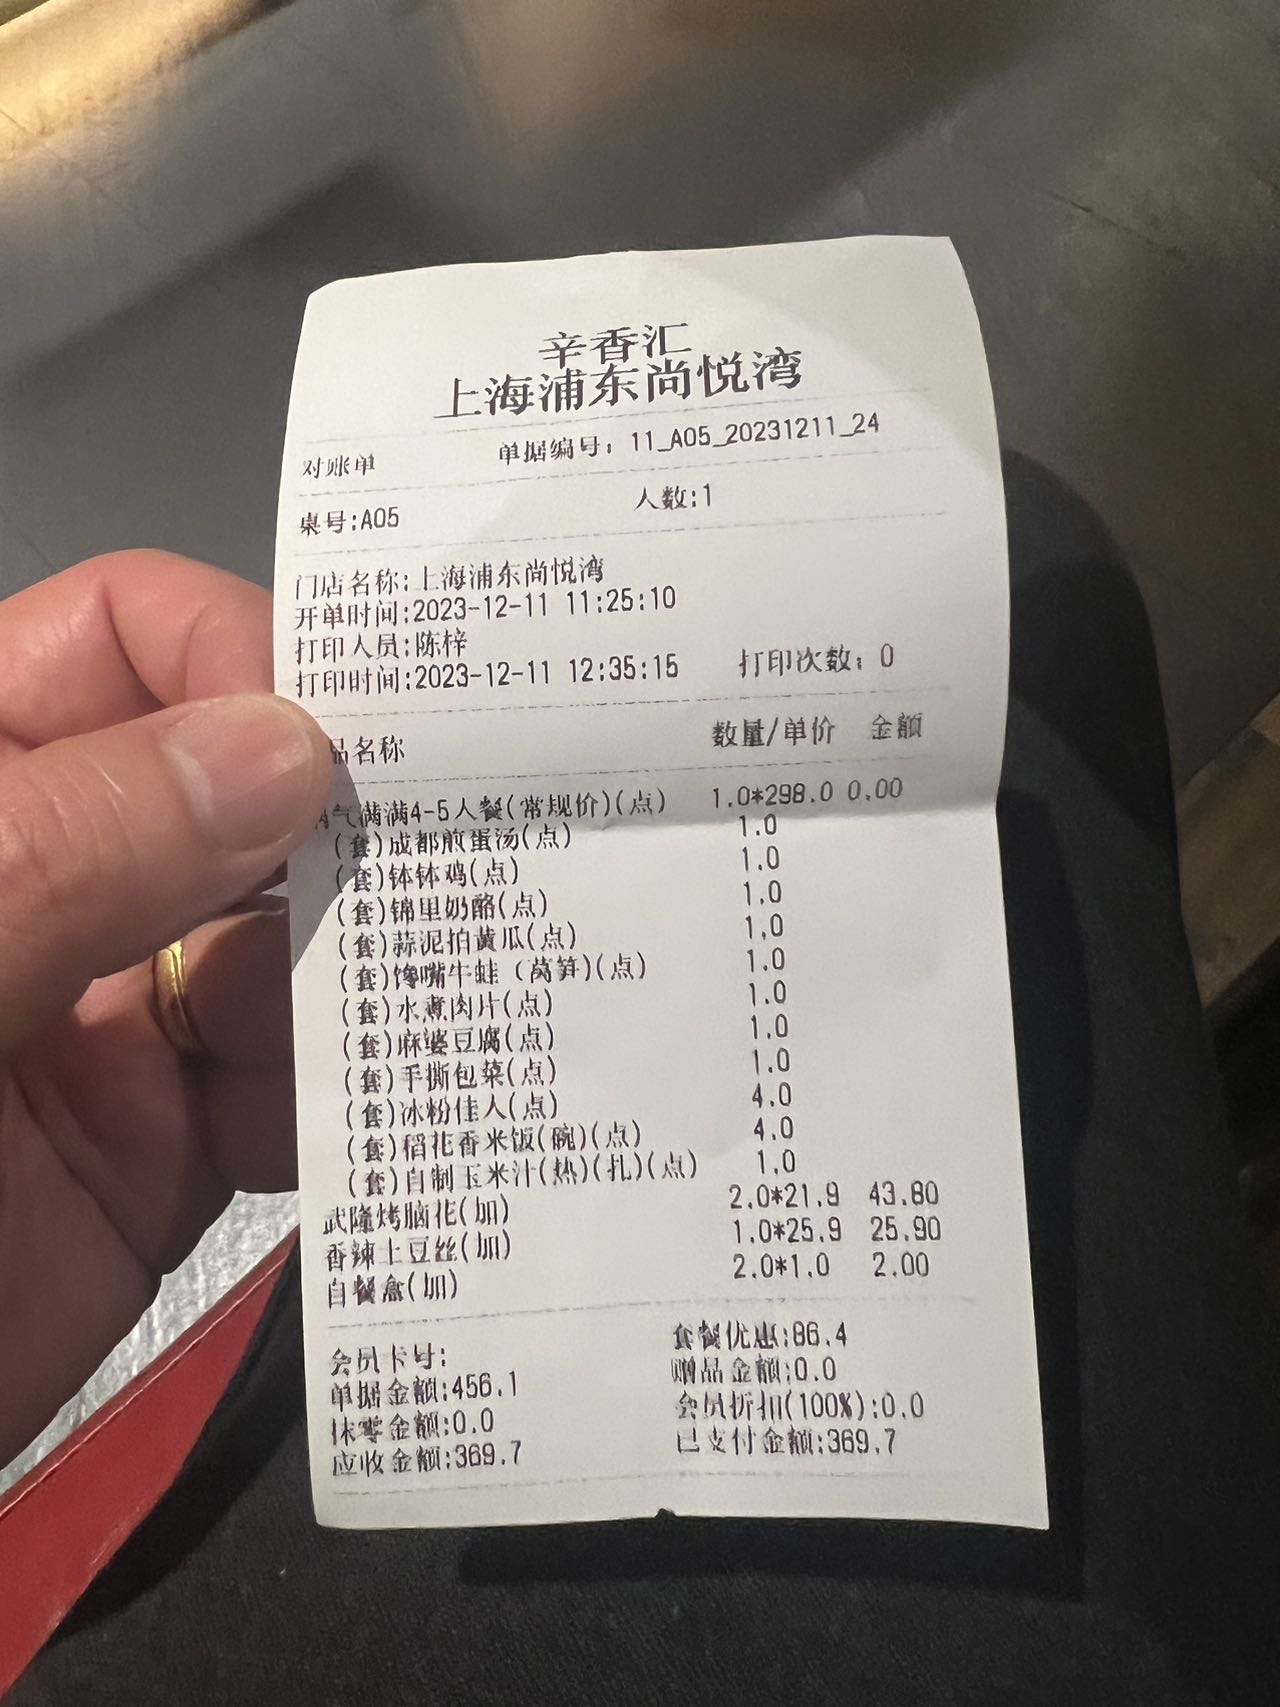 辛香汇
上海浦东尚悦湾
对账单 单据编号: 11_A05_20231211_24
桌号:A05 人数:1
门店名称:上海浦东尚悦湾
开单时间:2023-12-11 11:25:10
打印人员:陈梓
打印时间:2023-12-11 12:35:15 打印次数: 0
品名称 数量/单价 金额
气满满4-5人餐(常规价)(点) 1.0*298.0 0.00
(套)成都煎蛋汤(点) 1.0
(套)钵钵鸡(点) 1.0
(套)锦里奶酪(点) 1.0
(套)蒜泥拍黄瓜(点) 1.0
(套)馋嘴牛蛙 (莴笋)(点) 1.0
(套)水煮肉片(点) 1.0
(套)麻婆豆腐(点) 1.0
(套)手撕包菜(点) 1.0
(套)冰粉佳人(点) 4.0
(套)稻花香米饭(碗)(点) 4.0
(套)自制玉米汁(热)(扎)(点) 1.0
武隆烤脑花(加) 2.0*21.9 43.80
香辣土豆丝(加) 1.0*25.9 25.90
自餐盒(加) 2.0*1.0 2.00
会员卡号: 套餐优惠:86.4
单据金额:456.1 赠品金额:0.0
抹零金额:0.0 会员折扣(100%):0.0
应收金额:369.7 已支付金额:369.7